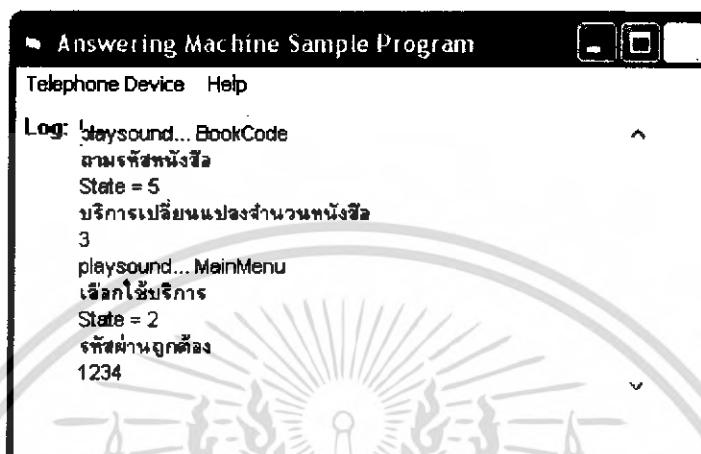 Answering Machine Sample Program
Telephone Device Help
Log: playsound... BookCode
ถามรหัสหนังสือ
State = 5
บริการเปลี่ยนแปลงจำนวนหนังสือ
3
playsound... MainMenu
เลือกใช้บริการ
State = 2
รหัสผ่านถูกต้อง
1234